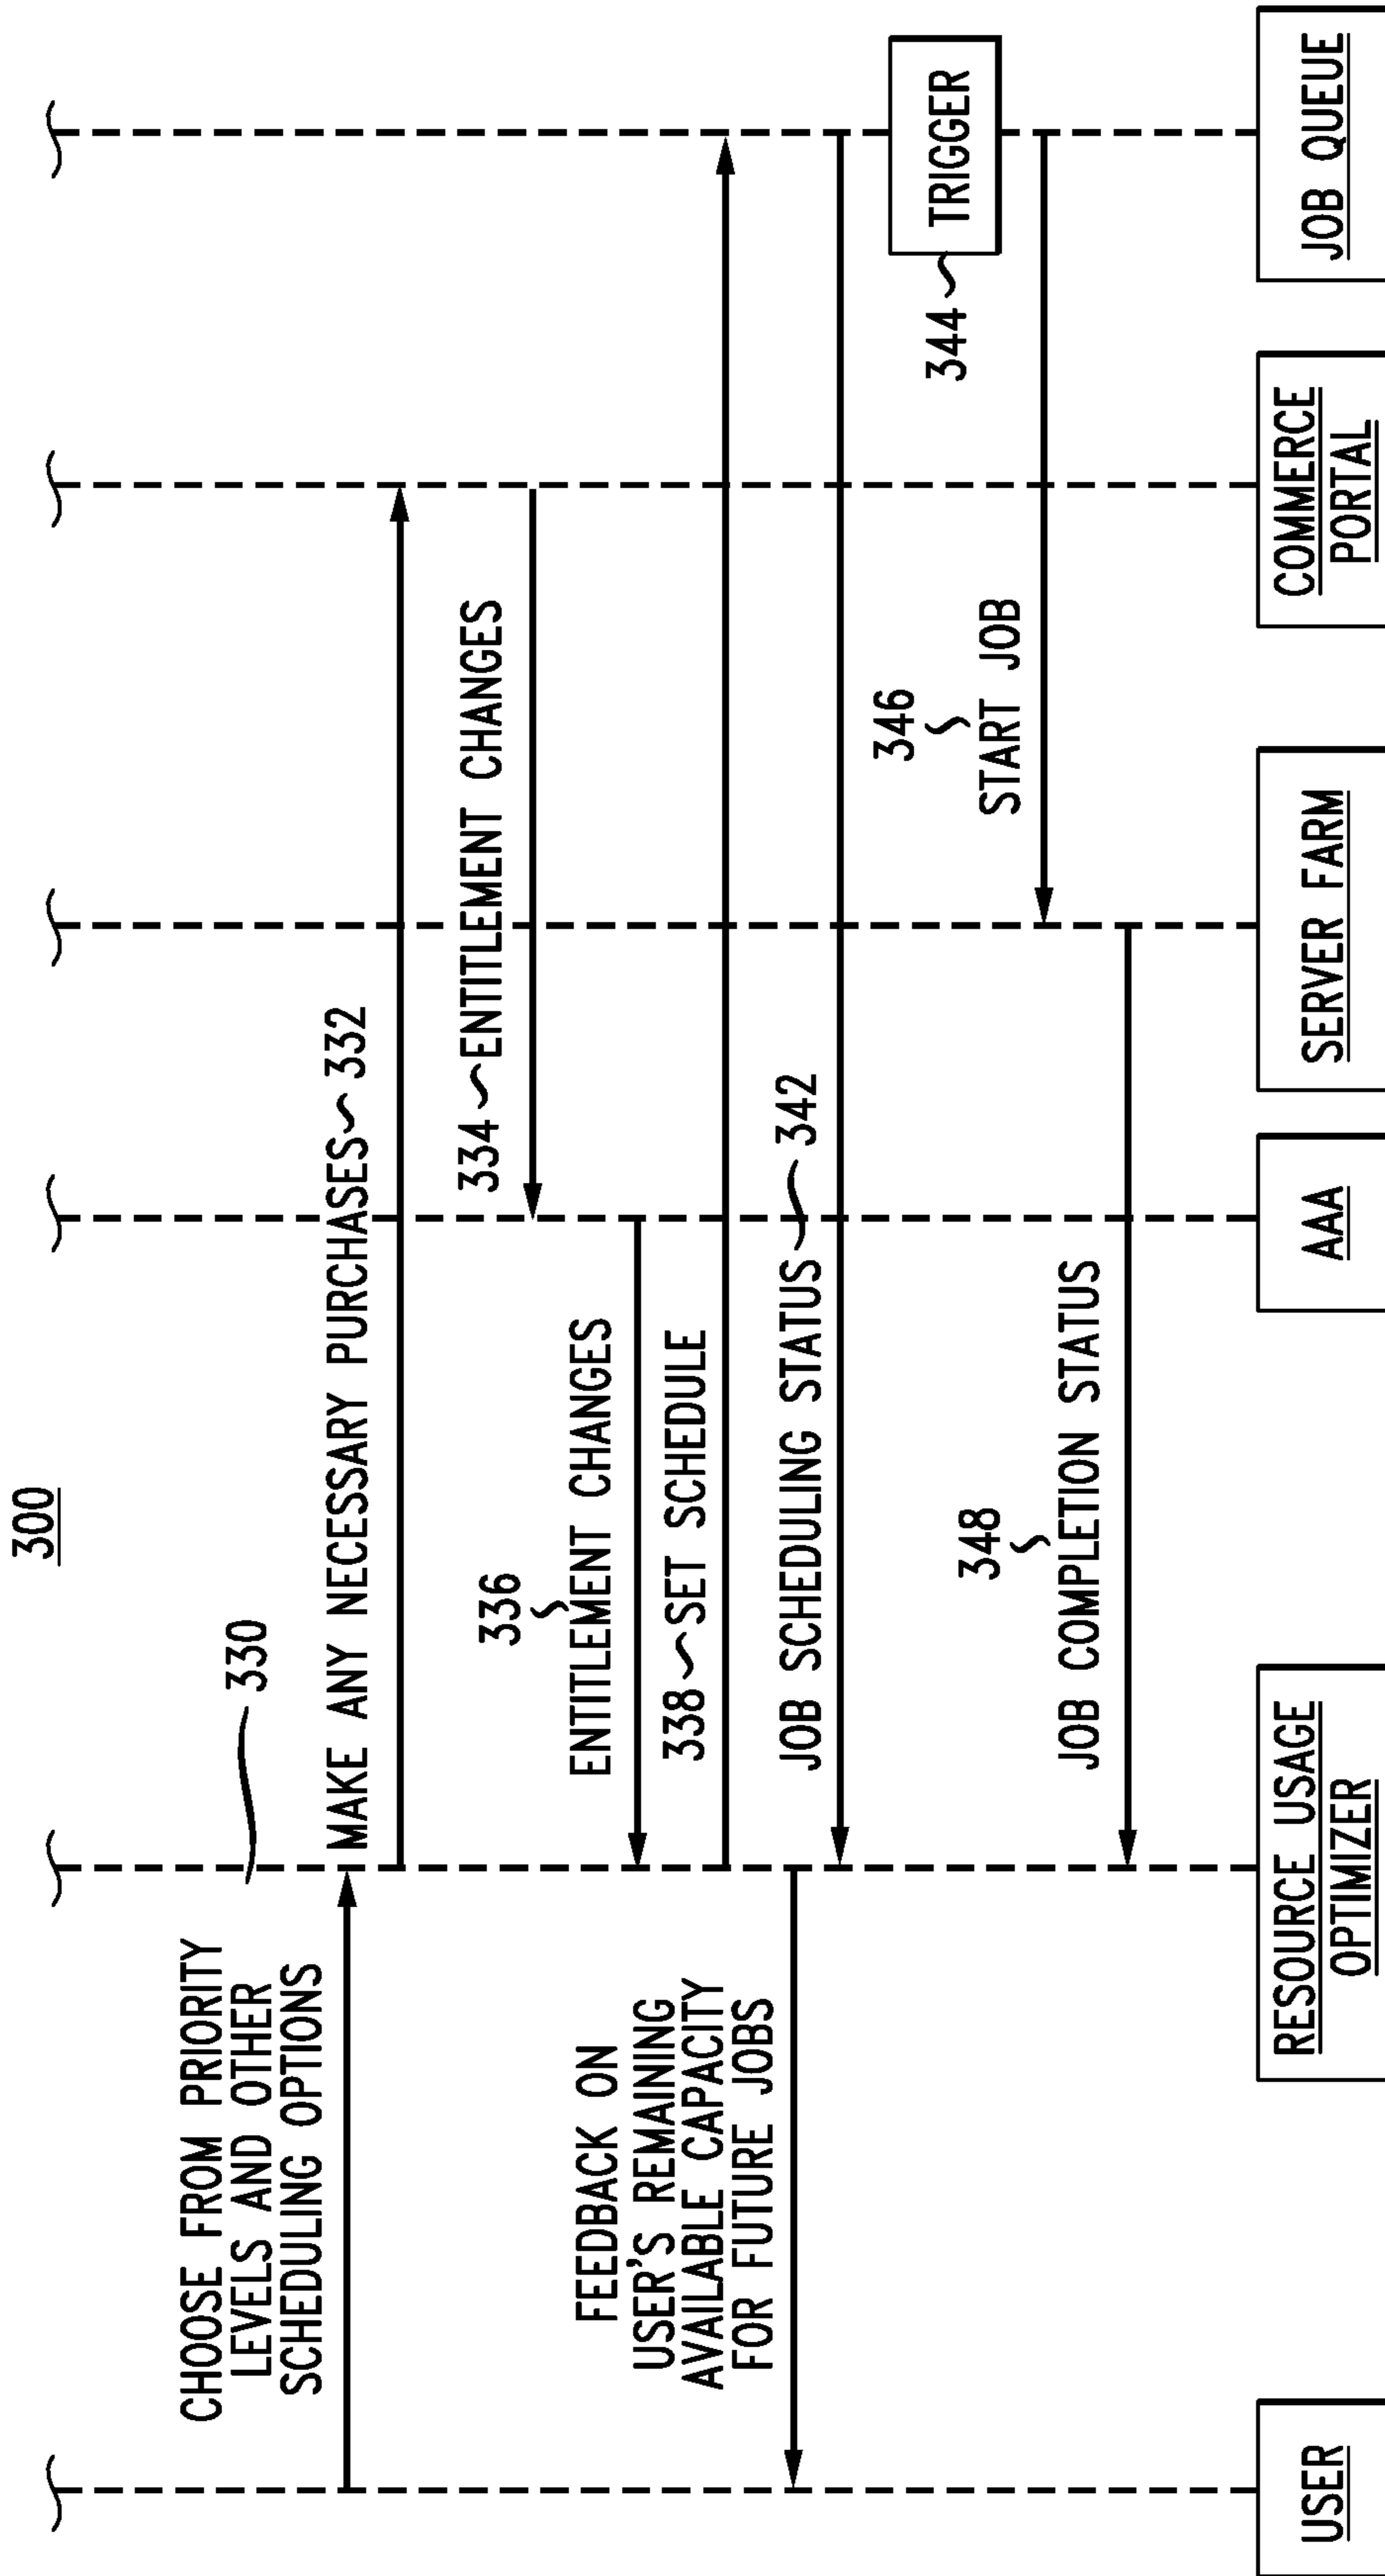 300
CHOOSE FROM PRIORITY
LEVELS AND OTHER
SCHEDULING OPTIONS
330
MAKE ANY NECESSARY PURCHASES 332
334 ENTITLEMENT CHANGES
336
ENTITLEMENT CHANGES
338 SET SCHEDULE
FEEDBACK ON
USER'S REMAINING
AVAILABLE CAPACITY
FOR FUTURE JOBS
JOB SCHEDULING STATUS 342
344 TRIGGER
346
START JOB
348
JOB COMPLETION STATUS
USER
RESOURCE USAGE
OPTIMIZER
AAA
SERVER FARM
COMMERCE
PORTAL
JOB QUEUE